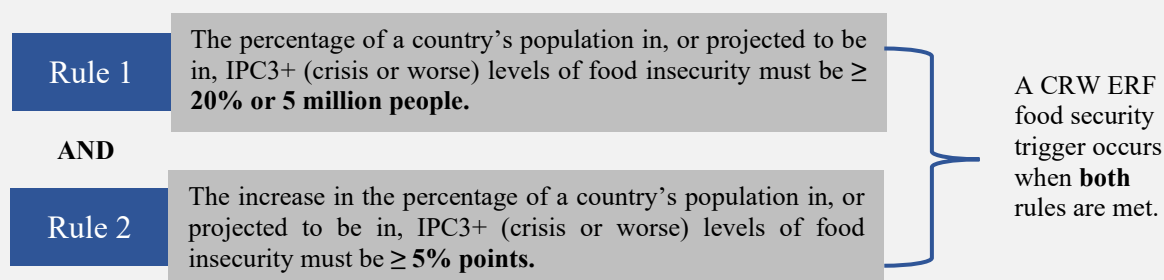 Rule 1
The percentage of a country’s population in, or projected to be
in, IPC3+ (crisis or worse) levels of food insecurity must be ≥
20% or 5 million people.
AND
Rule 2
The increase in the percentage of a country’s population in, or
projected to be in, IPC3+ (crisis or worse) levels of food
insecurity must be ≥ 5% points.
A CRW ERF
food security
trigger occurs
when both
rules are met.